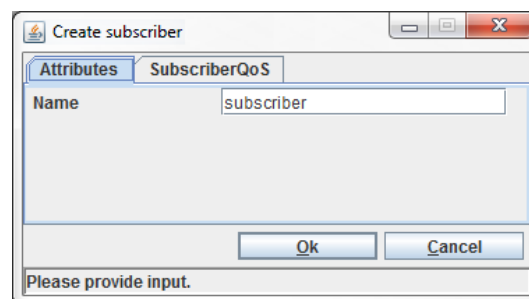 Create subscriber
Attributes SubscriberQoS
Name subscriber
Ok Cancel
Please provide input.